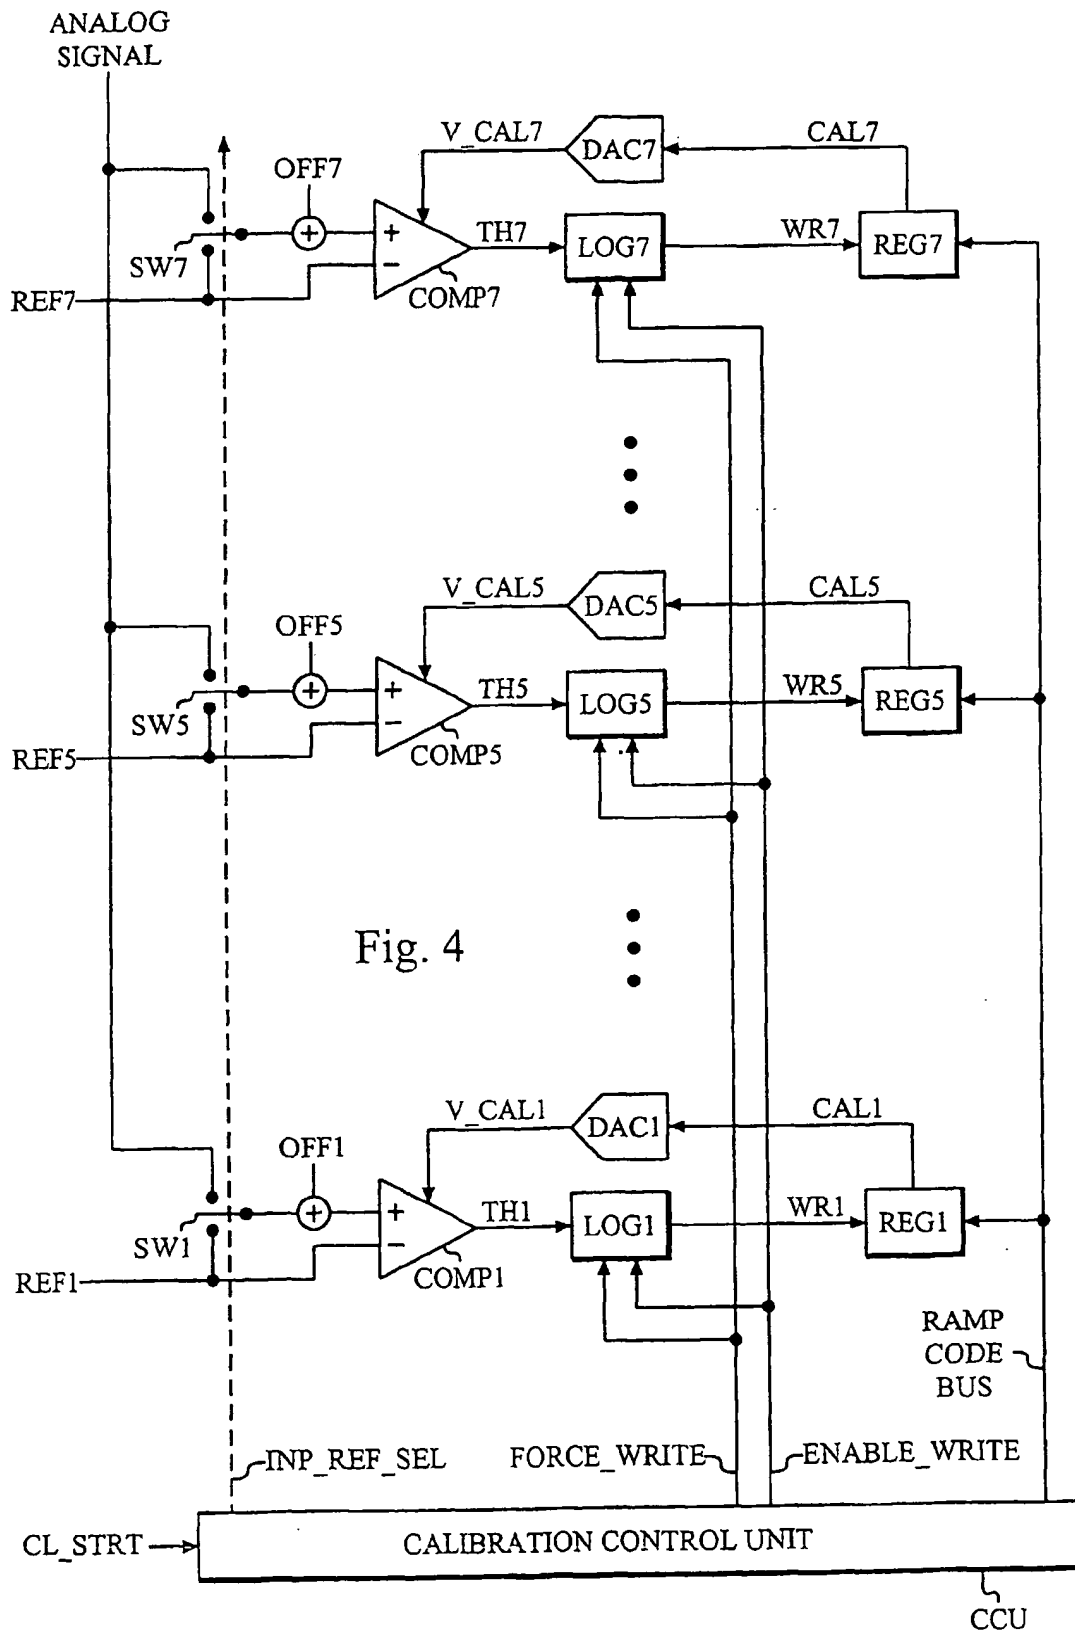 ANALOG
SIGNAL
V_CAL7
DAC7
CAL7
OFF7
+
+
−
TH7
LOG7
WR7
REG7
SW7
COMP7
REF7
V_CAL5
DAC5
CAL5
OFF5
+
+
−
TH5
LOG5
WR5
REG5
SW5
COMP5
REF5
Fig. 4
V_CAL1
DAC1
CAL1
OFF1
+
+
−
TH1
LOG1
WR1
REG1
SW1
COMP1
REF1
RAMP
CODE
BUS
INP_REF_SEL
FORCE_WRITE
ENABLE_WRITE
CL_STRT
CALIBRATION CONTROL UNIT
CCU